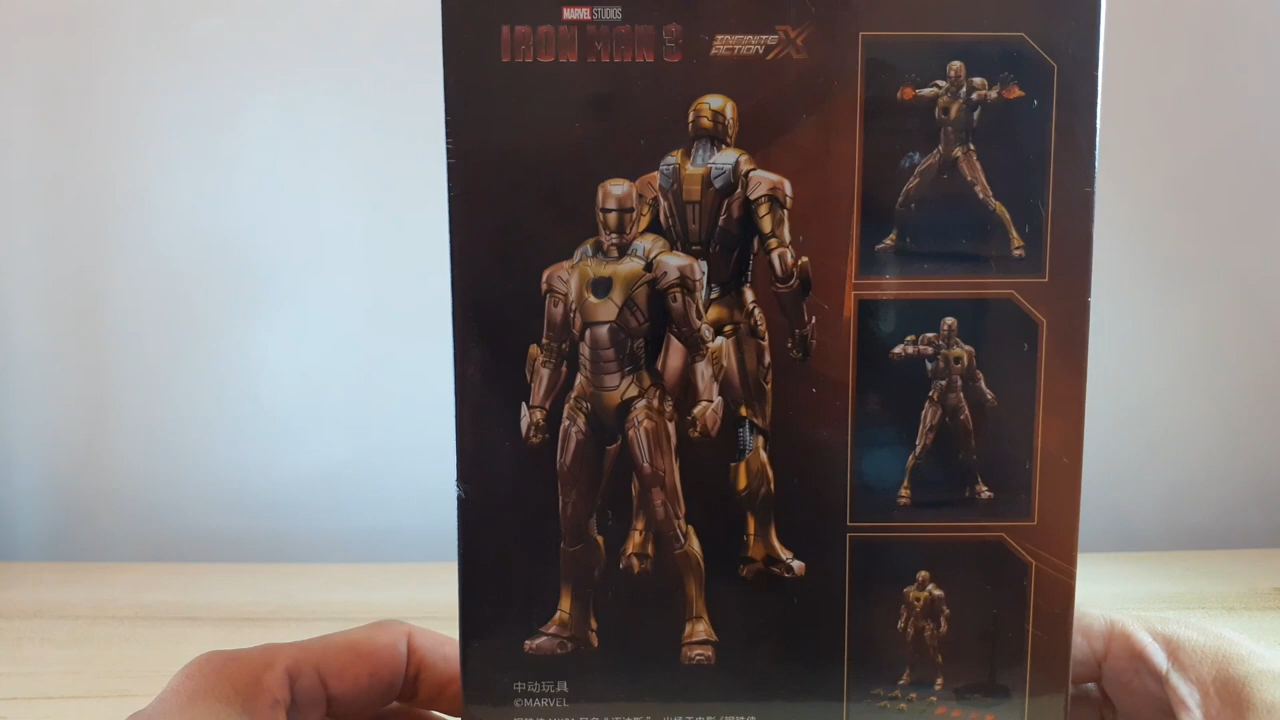 MARVEL STUDIOS
IRON MAN 3
INFINITE ACTION X
中动玩具
©MARVEL